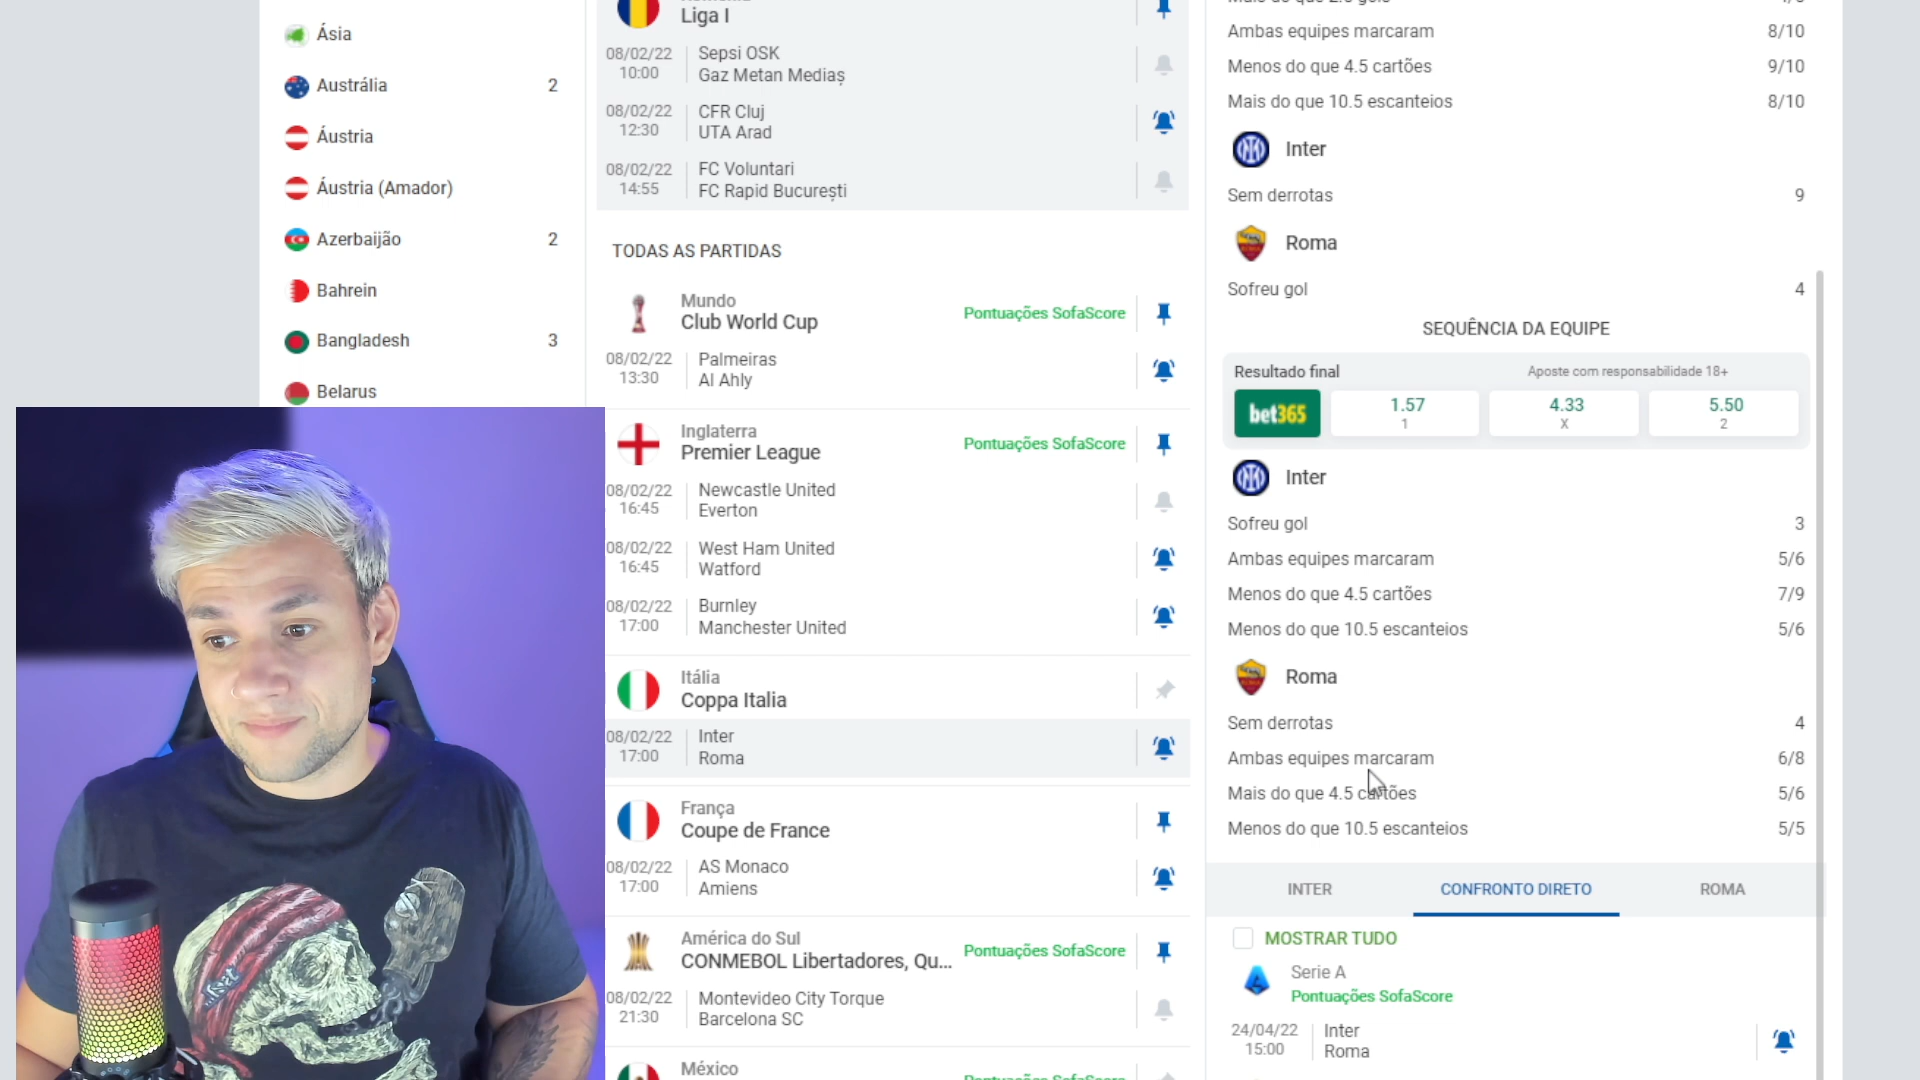 Ásia
Austrália 2
Áustria
Áustria (Amador)
Azerbaijão 2
Bahrein
Bangladesh 3
Belarus
Liga I
08/02/22 Sepsi OSK
10:00 Gaz Metan Mediaș
08/02/22 CFR Cluj
12:30 UTA Arad
08/02/22 FC Voluntari
14:55 FC Rapid București
TODAS AS PARTIDAS
Mundo
Club World Cup Pontuações SofaScore
08/02/22 Palmeiras
13:30 Al Ahly
Inglaterra
Premier League Pontuações SofaScore
08/02/22 Newcastle United
16:45 Everton
08/02/22 West Ham United
16:45 Watford
08/02/22 Burnley
17:00 Manchester United
Itália
Coppa Italia
08/02/22 Inter
17:00 Roma
França
Coupe de France
08/02/22 AS Monaco
17:00 Amiens
América do Sul
CONMEBOL Libertadores, Qu... Pontuações SofaScore
08/02/22 Montevideo City Torque
21:30 Barcelona SC
México
Pontuações SofaScore
Ambas equipes marcaram 8/10
Menos do que 4.5 cartões 9/10
Mais do que 10.5 escanteios 8/10
Inter
Sem derrotas 9
Roma
Sofreu gol 4
SEQUÊNCIA DA EQUIPE
Resultado final Aposte com responsabilidade 18+
bet365 1.57 4.33 5.50
1 X 2
Inter
Sofreu gol 3
Ambas equipes marcaram 5/6
Menos do que 4.5 cartões 7/9
Menos do que 10.5 escanteios 5/6
Roma
Sem derrotas 4
Ambas equipes marcaram 6/8
Mais do que 4.5 cartões 5/6
Menos do que 10.5 escanteios 5/5
INTER CONFRONTO DIRETO ROMA
MOSTRAR TUDO
Serie A
Pontuações SofaScore
24/04/22 Inter
15:00 Roma